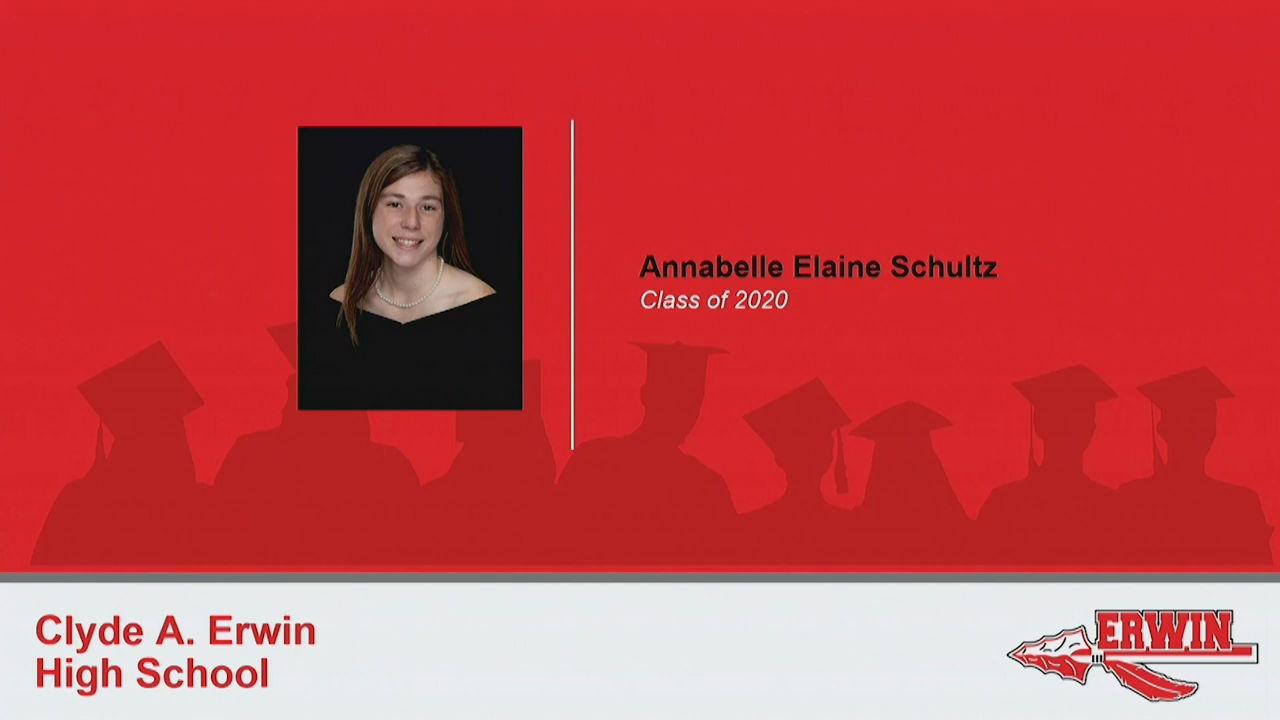 Annabelle Elaine Schultz
Class of 2020
Clyde A. Erwin
High School
ERWIN